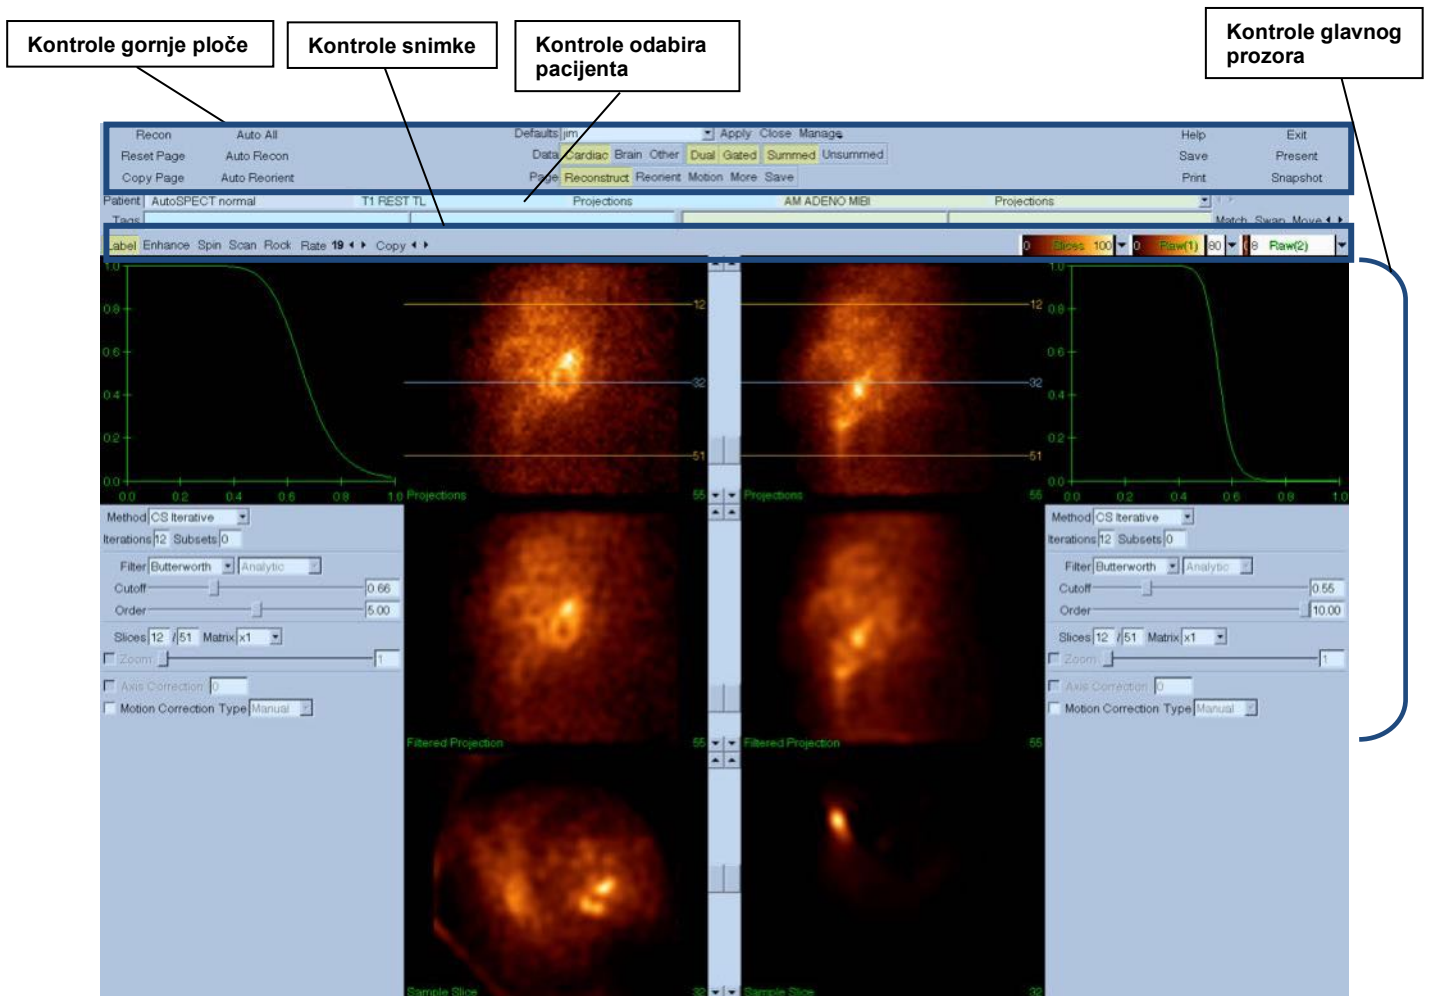 Kontrole gornje ploče
Kontrole snimke
Kontrole odabira
pacijenta
Kontrole glavnog
prozora
Recon Auto All Defaults jim Apply Close Manage Help Exit
Reset Page Auto Recon Data Cardiac Brain Other Dual Gated Summed Unsummed Save Present
Copy Page Auto Reorient Page Reconstruct Reorient Motion More Save Print Snapshot
Patient AutoSPECT normal T1 REST TL Projections AM ADENO MIBI Projections
Tags Match Swap Move
Label Enhance Spin Scan Rock Rate 19 Copy 0 Slices 100 0 Raw(1) 80 8 Raw(2)
1.0 1.0
12 12
0.8 0.8
0.6 0.6
32 32
0.4 0.4
0.2 0.2
51 51
0.0 0.0
0.0 0.2 0.4 0.6 0.8 1.0 Projections 55 Projections 55 0.0 0.2 0.4 0.6 0.8 1.0
Method CS Iterative Method CS Iterative
Iterations 12 Subsets 0 Iterations 12 Subsets 0
Filter Butterworth Analytic Filter Butterworth Analytic
Cutoff 0.66 Cutoff 0.55
Order 5.00 Order 10.00
Slices 12 / 51 Matrix x1 Slices 12 / 51 Matrix x1
Zoom 1 Zoom 1
Axis Correction 0 Axis Correction 0
Motion Correction Type Manual Motion Correction Type Manual
Filtered Projection 55 Filtered Projection 55
Sample Slice 32 Sample Slice 32